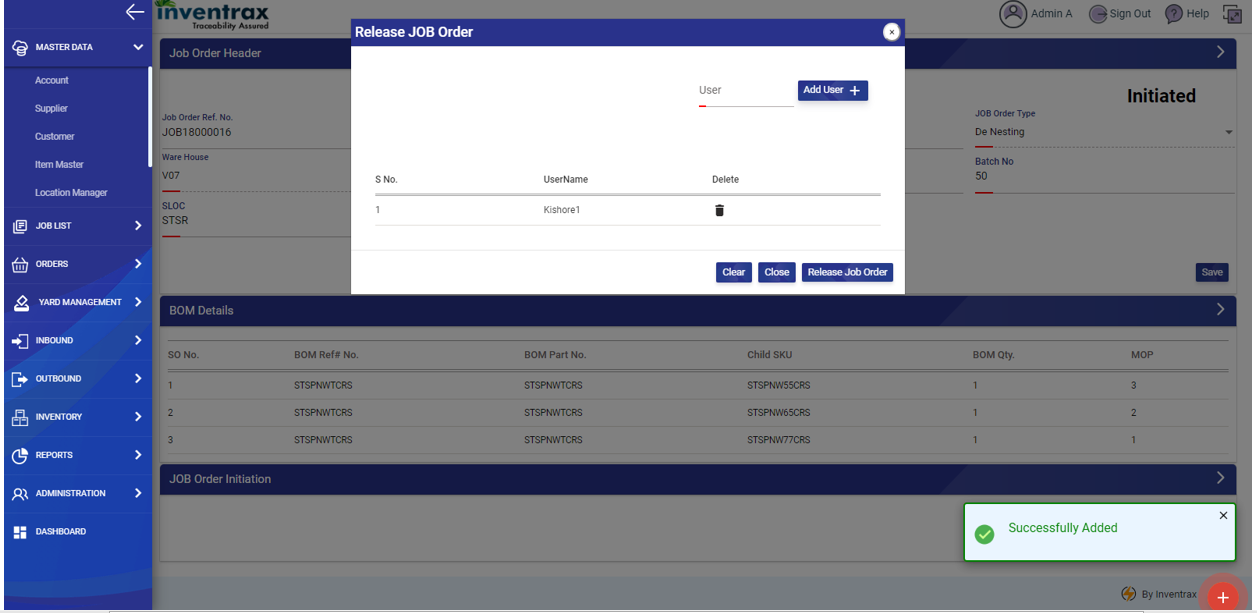 inventrax
Traceability Assured
Admin A
Sign Out
Help
MASTER DATA
Account
Supplier
Customer
Item Master
Location Manager
JOB LIST
ORDERS
YARD MANAGEMENT
INBOUND
OUTBOUND
INVENTORY
REPORTS
ADMINISTRATION
DASHBOARD
Job Order Header
Initiated
Job Order Ref. No.
JOB18000016
JOB Order Type
De Nesting
Ware House
V07
Batch No
50
SLOC
STSR
Save
Release JOB Order
User
Add User +
S No. UserName Delete
1 Kishore1
Clear Close Release Job Order
BOM Details
SO No. BOM Ref# No. BOM Part No. Child SKU BOM Qty. MOP
1 STSPNWTCRS STSPNWTCRS STSPNW55CRS 1 3
2 STSPNWTCRS STSPNWTCRS STSPNW65CRS 1 2
3 STSPNWTCRS STSPNWTCRS STSPNW77CRS 1 1
JOB Order Initiation
Successfully Added
By Inventrax